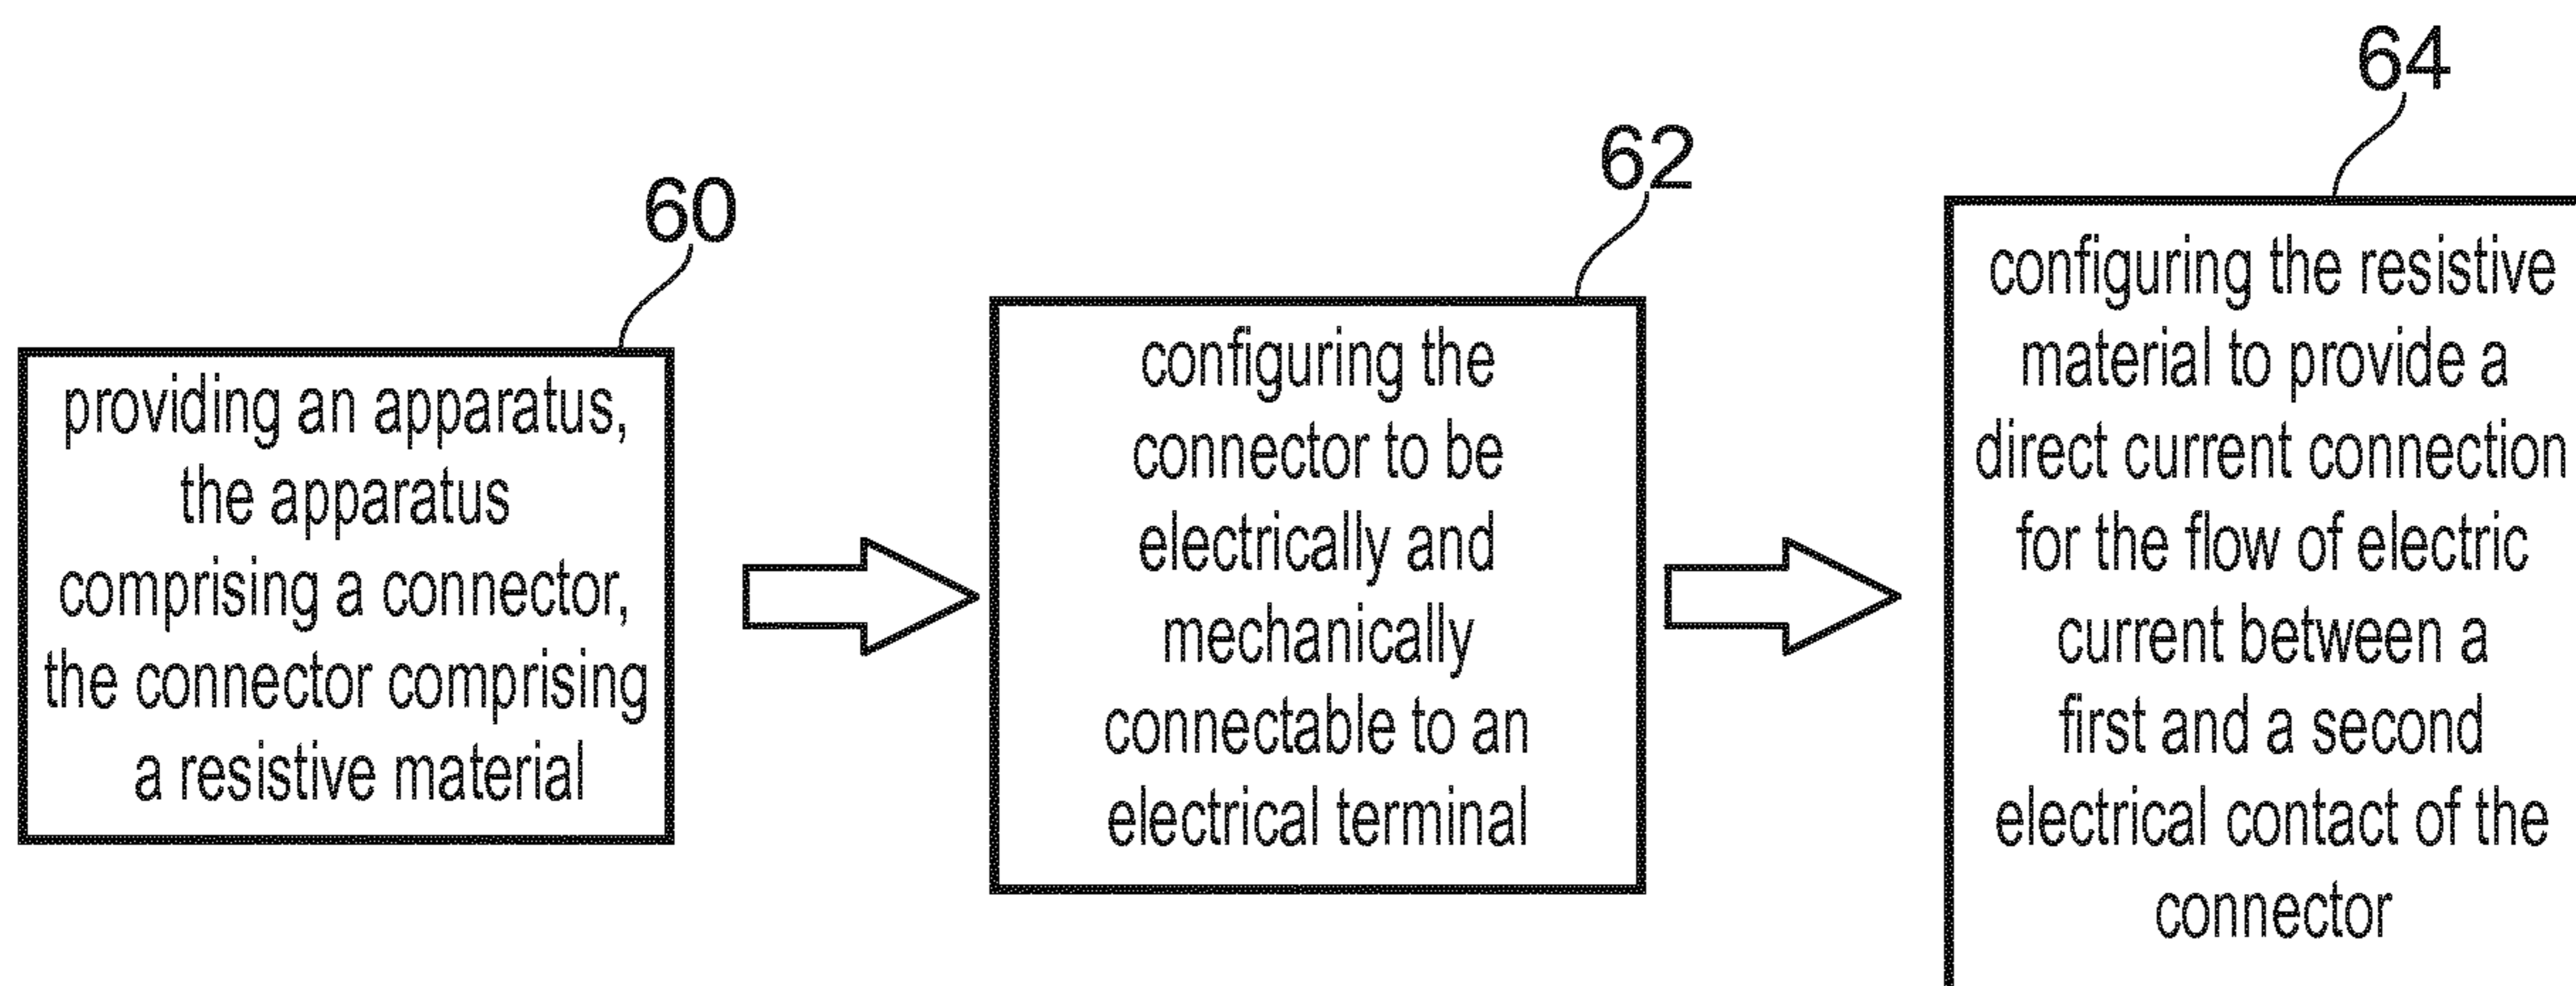 60
providing an apparatus,
the apparatus
comprising a connector,
the connector comprising
a resistive material
62
configuring the
connector to be
electrically and
mechanically
connectable to an
electrical terminal
64
configuring the resistive
material to provide a
direct current connection
for the flow of electric
current between a
first and a second
electrical contact of the
connector